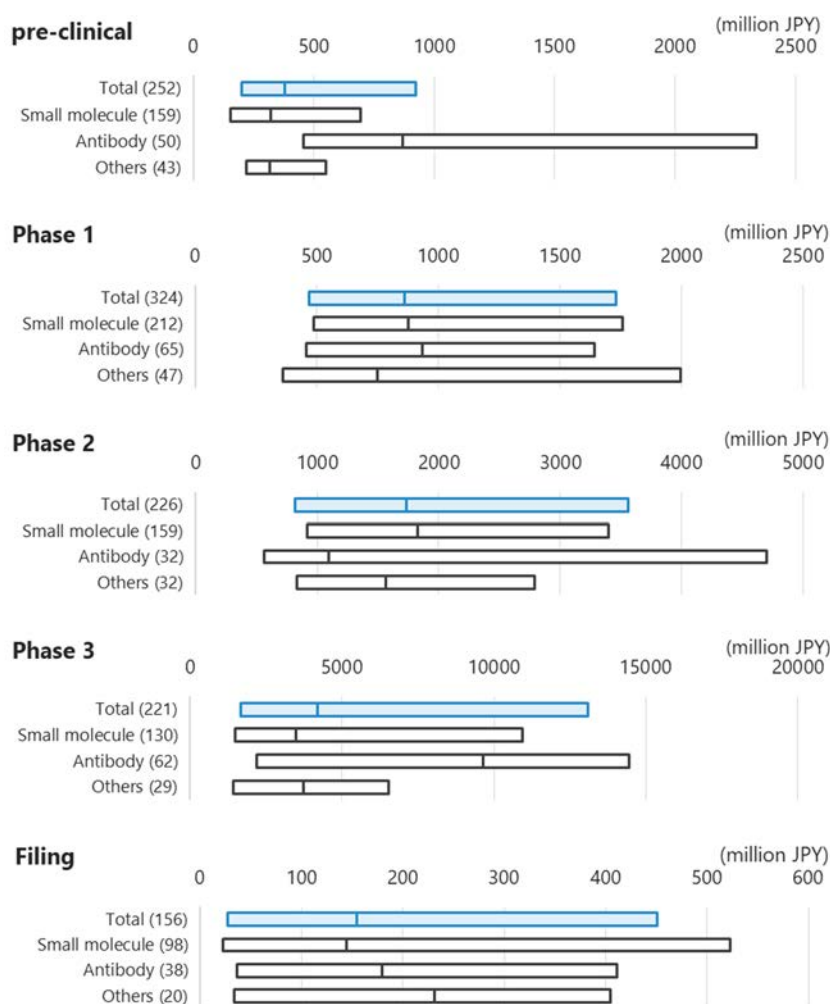 pre-clinical
(million JPY)
0 500 1000 1500 2000 2500
Total (252)
Small molecule (159)
Antibody (50)
Others (43)
Phase 1
(million JPY)
0 500 1000 1500 2000 2500
Total (324)
Small molecule (212)
Antibody (65)
Others (47)
Phase 2
(million JPY)
0 1000 2000 3000 4000 5000
Total (226)
Small molecule (159)
Antibody (32)
Others (32)
Phase 3
(million JPY)
0 5000 10000 15000 20000
Total (221)
Small molecule (130)
Antibody (62)
Others (29)
Filing
(million JPY)
0 100 200 300 400 500 600
Total (156)
Small molecule (98)
Antibody (38)
Others (20)